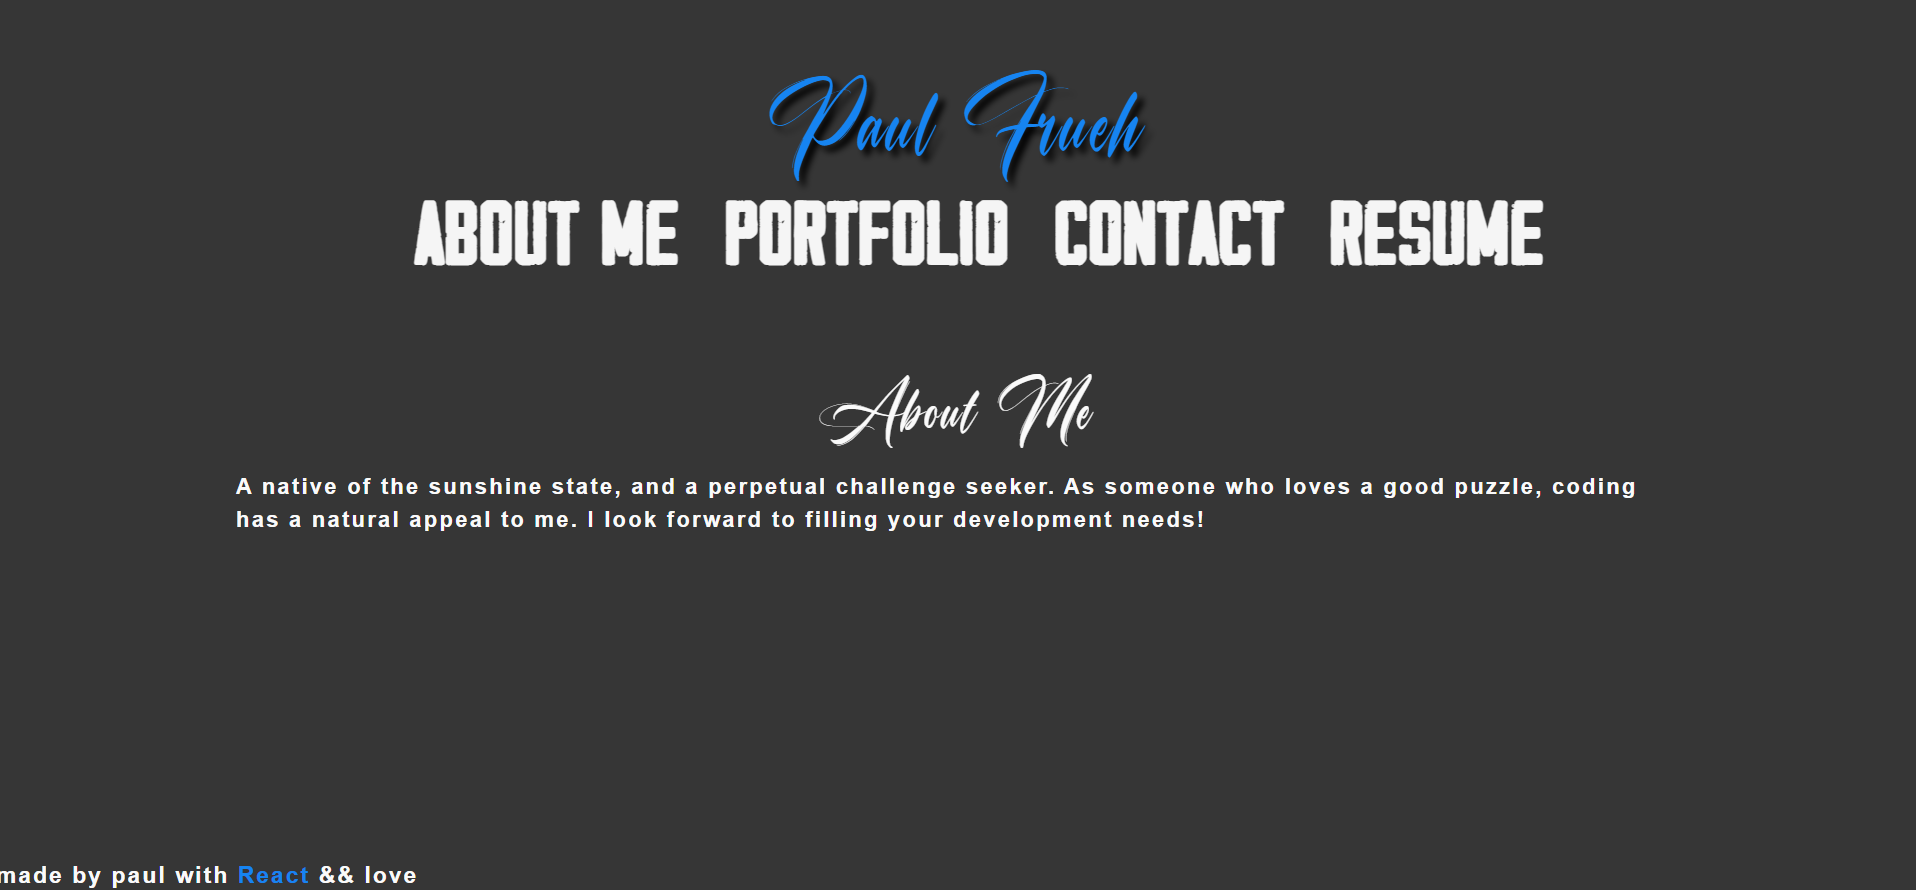 Paul Frueh
ABOUT ME PORTFOLIO CONTACT RESUME
About Me
A native of the sunshine state, and a perpetual challenge seeker. As someone who loves a good puzzle, coding
has a natural appeal to me. I look forward to filling your development needs!
made by paul with React && love